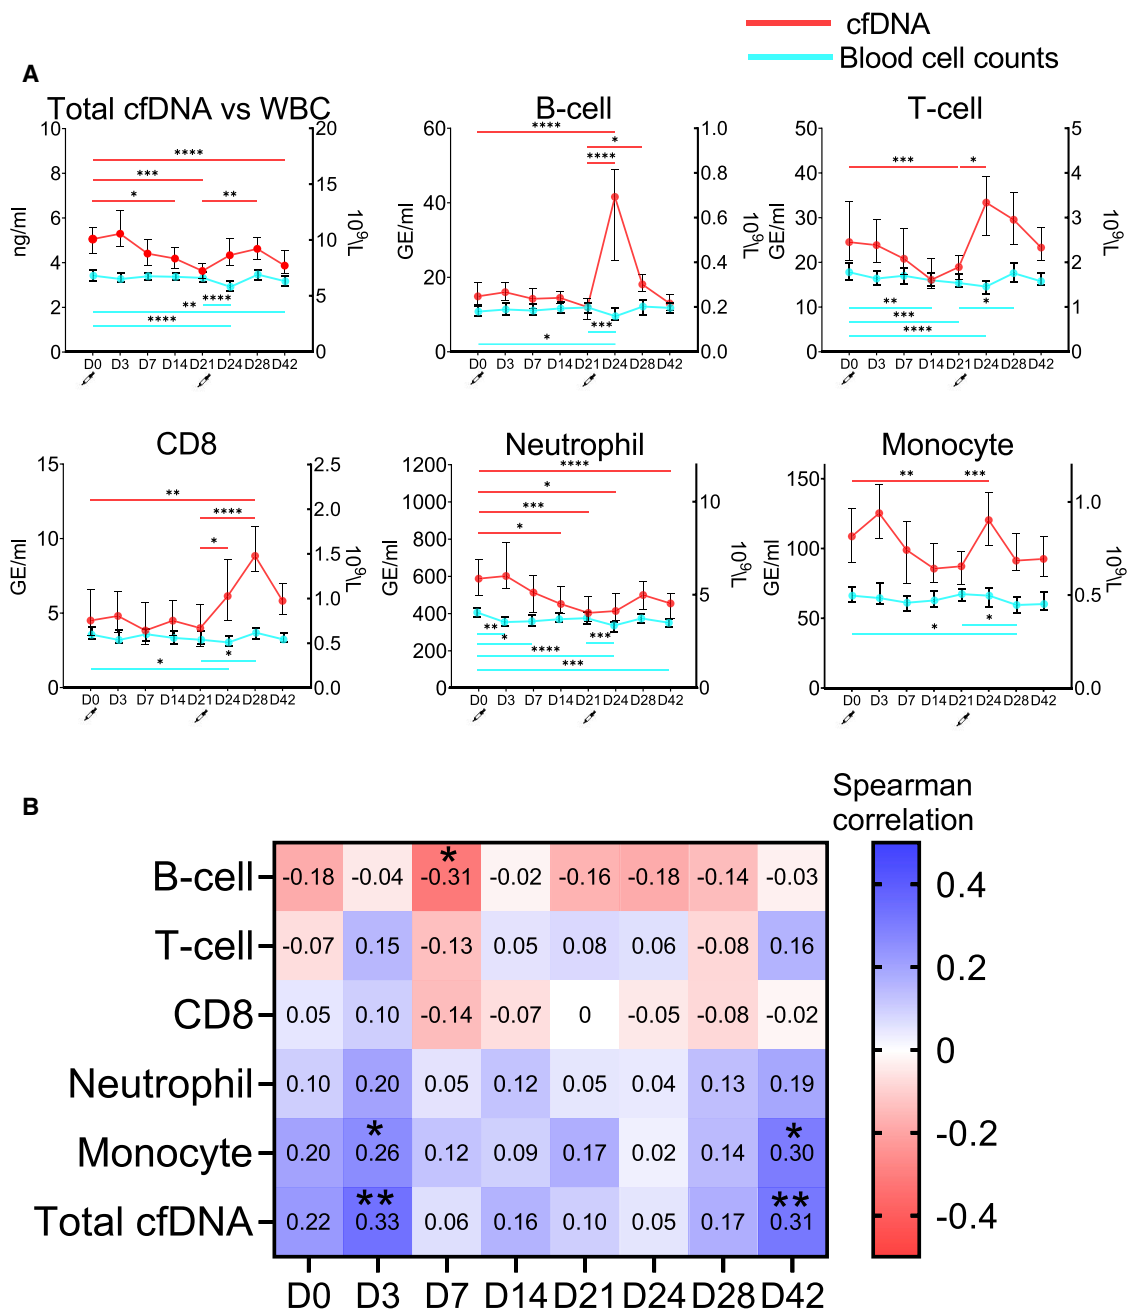 cfDNA
Blood cell counts
A
Total cfDNA vs WBC
B-cell
T-cell
10
8
6
4
2
0
ng/ml
20
15
10
5
0
10^9\L
**** 
***
*
**
****
**
****
D0 D3 D7 D14 D21 D24 D28 D42
60
40
20
0
GE/ml
1.0
0.8
0.6
0.4
0.2
0.0
10^9\L
****
*
****
***
*
D0 D3 D7 D14 D21 D24 D28 D42
50
40
30
20
10
0
GE/ml
5
4
3
2
1
0
10^9\L
***
*
**
*
***
****
D0 D3 D7 D14 D21 D24 D28 D42
CD8
Neutrophil
Monocyte
15
10
5
0
GE/ml
2.5
2.0
1.5
1.0
0.5
0.0
10^9\L
**
****
*
*
*
D0 D3 D7 D14 D21 D24 D28 D42
1200
1000
800
600
400
200
0
GE/ml
10
5
0
10^9\L
****
*
***
*
**
*
***
****
***
D0 D3 D7 D14 D21 D24 D28 D42
150
100
50
0
GE/ml
1.0
0.5
0.0
10^9\L
**
***
*
*
D0 D3 D7 D14 D21 D24 D28 D42
B
Spearman
correlation
B-cell -0.18 -0.04 * -0.31 -0.02 -0.16 -0.18 -0.14 -0.03
T-cell -0.07 0.15 -0.13 0.05 0.08 0.06 -0.08 0.16
CD8 0.05 0.10 -0.14 -0.07 0 -0.05 -0.08 -0.02
Neutrophil 0.10 0.20 0.05 0.12 0.05 0.04 0.13 0.19
Monocyte 0.20 * 0.26 0.12 0.09 0.17 0.02 0.14 * 0.30
Total cfDNA 0.22 ** 0.33 0.06 0.16 0.10 0.05 0.17 ** 0.31
D0 D3 D7 D14 D21 D24 D28 D42
0.4
0.2
0
-0.2
-0.4